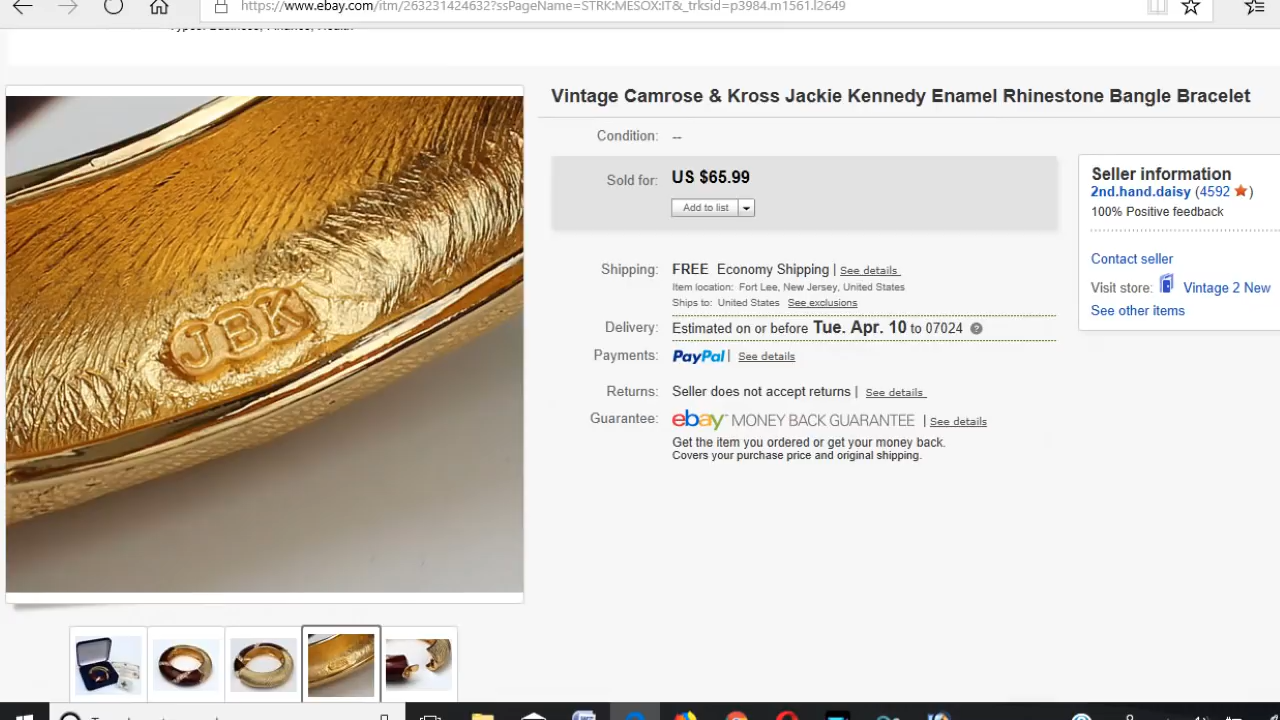 https://www.ebay.com/itm/263231424632?ssPageName=STRK:MESOX:IT&_trksid=p3984.m1561.l2649
Types: Business, Finance, Health
Vintage Camrose & Kross Jackie Kennedy Enamel Rhinestone Bangle Bracelet
Condition: --
Sold for: US $65.99
Add to list
Shipping: FREE Economy Shipping | See details
Item location: Fort Lee, New Jersey, United States
Ships to: United States See exclusions
Delivery: Estimated on or before Tue. Apr. 10 to 07024 ?
Payments: PayPal | See details
Returns: Seller does not accept returns | See details
Guarantee: ebay MONEY BACK GUARANTEE | See details
Get the item you ordered or get your money back.
Covers your purchase price and original shipping.
Seller information
2nd.hand.daisy (4592 ★)
100% Positive feedback
Contact seller
Visit store: Vintage 2 New
See other items
JBK